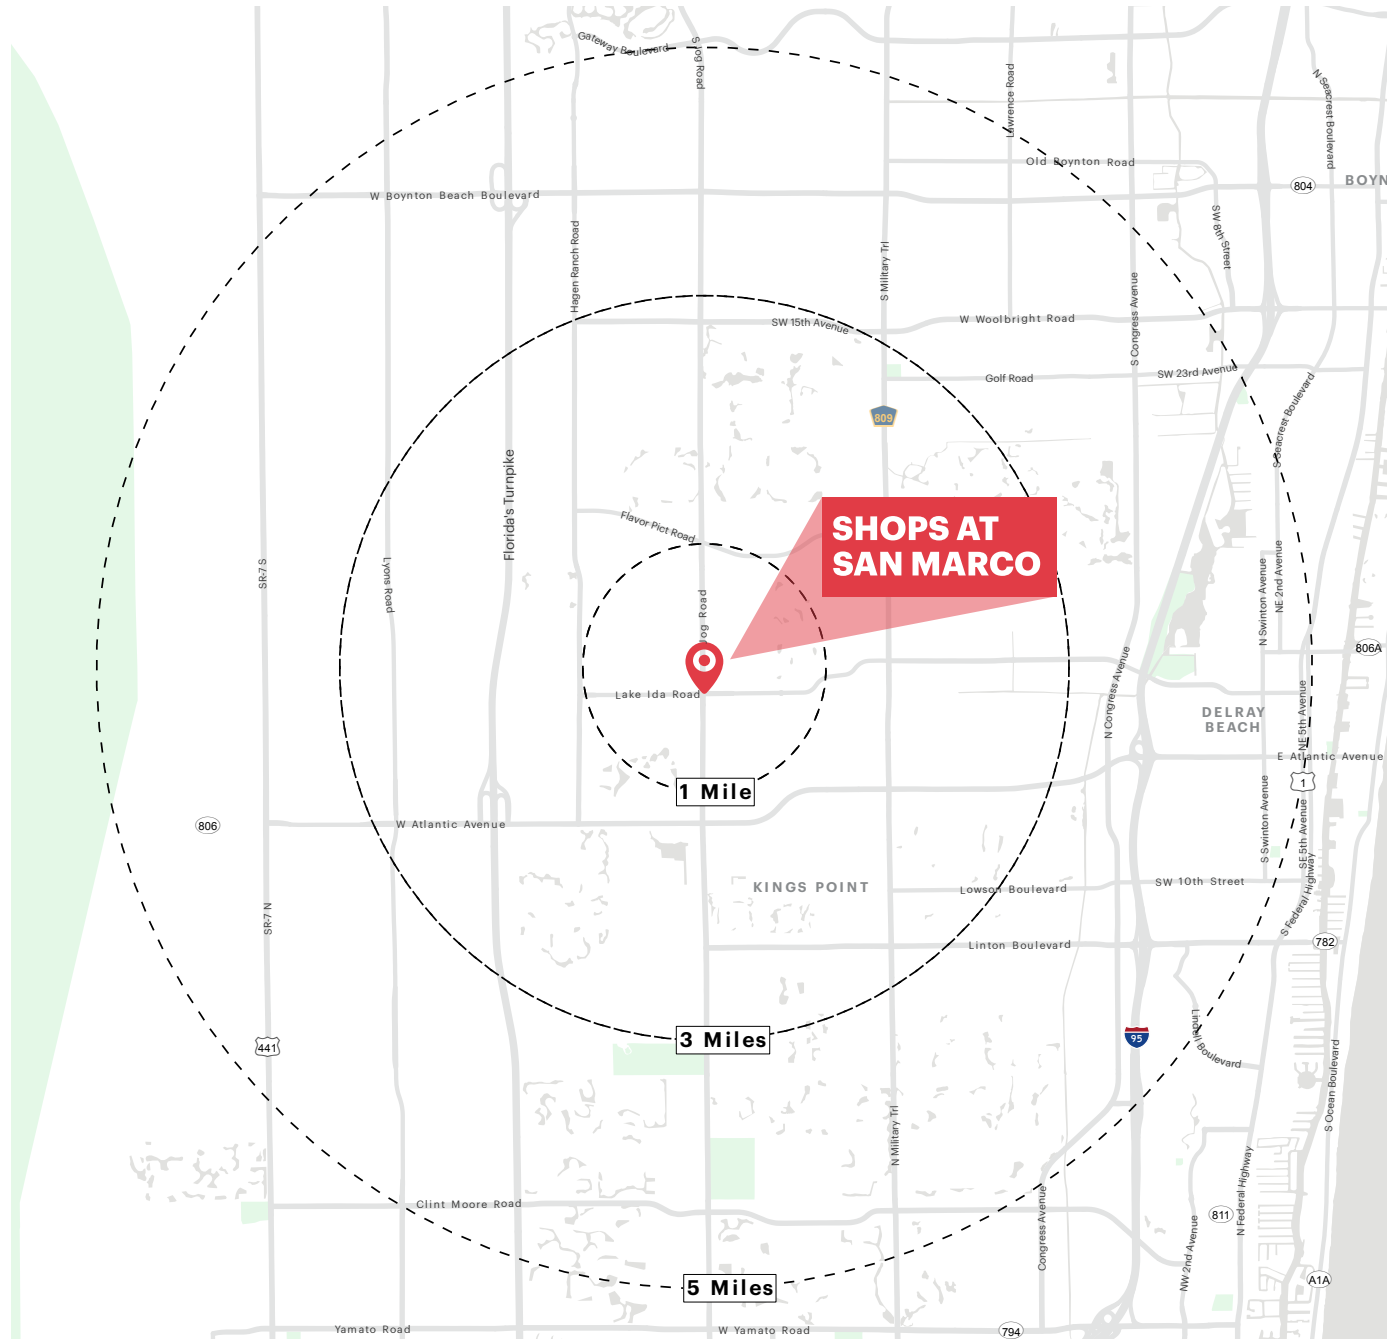 Gateway Boulevard
S Jog Road
Lawrence Road
N Seacrest Boulevard
Old Boynton Road
804
BOYN
W Boynton Beach Boulevard
SW 8th Street
Hagen Ranch Road
S Military Trl
S Congress Avenue
SW 15th Avenue
W Woolbright Road
Golf Road
SW 23rd Avenue
S Seacrest Boulevard
809
Florida's Turnpike
Flavor Pict Road
SHOPS AT
SAN MARCO
SR-7 S
Lyons Road
Jog Road
N Swinton Avenue
NE 2nd Avenue
806A
Lake Ida Road
N Congress Avenue
DELRAY
BEACH
NE 5th Avenue
E Atlantic Avenue
1
1 Mile
806
W Atlantic Avenue
S Swinton Avenue
SE 5th Avenue
KINGS POINT
Lowson Boulevard
SW 10th Street
S Federal Highway
SR-7 N
Linton Boulevard
782
441
3 Miles
95
Lindell Boulevard
S Ocean Boulevard
N Military Trl
Clint Moore Road
Congress Avenue
N Federal Highway
811
NW 2nd Avenue
5 Miles
A1A
Yamato Road
W Yamato Road
794